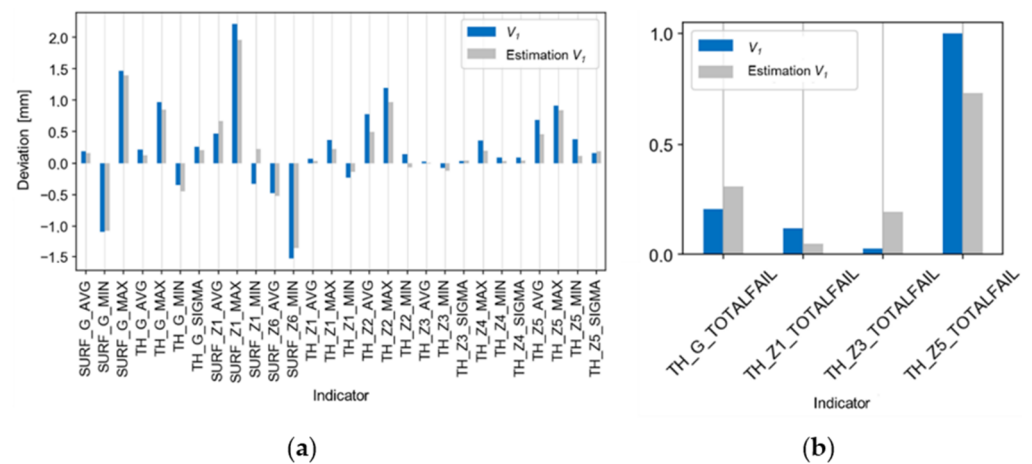 2.0
1.5
1.0
0.5
0.0
−0.5
−1.0
−1.5
Deviation [mm]
V₁
Estimation V₁
SURF_G_AVG
SURF_G_MIN
SURF_G_MAX
TH_G_AVG
TH_G_MAX
TH_G_MIN
TH_G_SIGMA
SURF_Z1_AVG
SURF_Z1_MAX
SURF_Z1_MIN
SURF_Z6_AVG
SURF_Z6_MIN
TH_Z1_AVG
TH_Z1_MAX
TH_Z1_MIN
TH_Z2_AVG
TH_Z2_MAX
TH_Z2_MIN
TH_Z3_AVG
TH_Z3_MIN
TH_Z3_SIGMA
TH_Z4_MAX
TH_Z4_MIN
TH_Z4_SIGMA
TH_Z5_AVG
TH_Z5_MAX
TH_Z5_MIN
TH_Z5_SIGMA
Indicator
(a)
1.0
0.5
0.0
V₁
Estimation V₁
TH_G_TOTALFAIL
TH_Z1_TOTALFAIL
TH_Z3_TOTALFAIL
TH_Z5_TOTALFAIL
Indicator
(b)